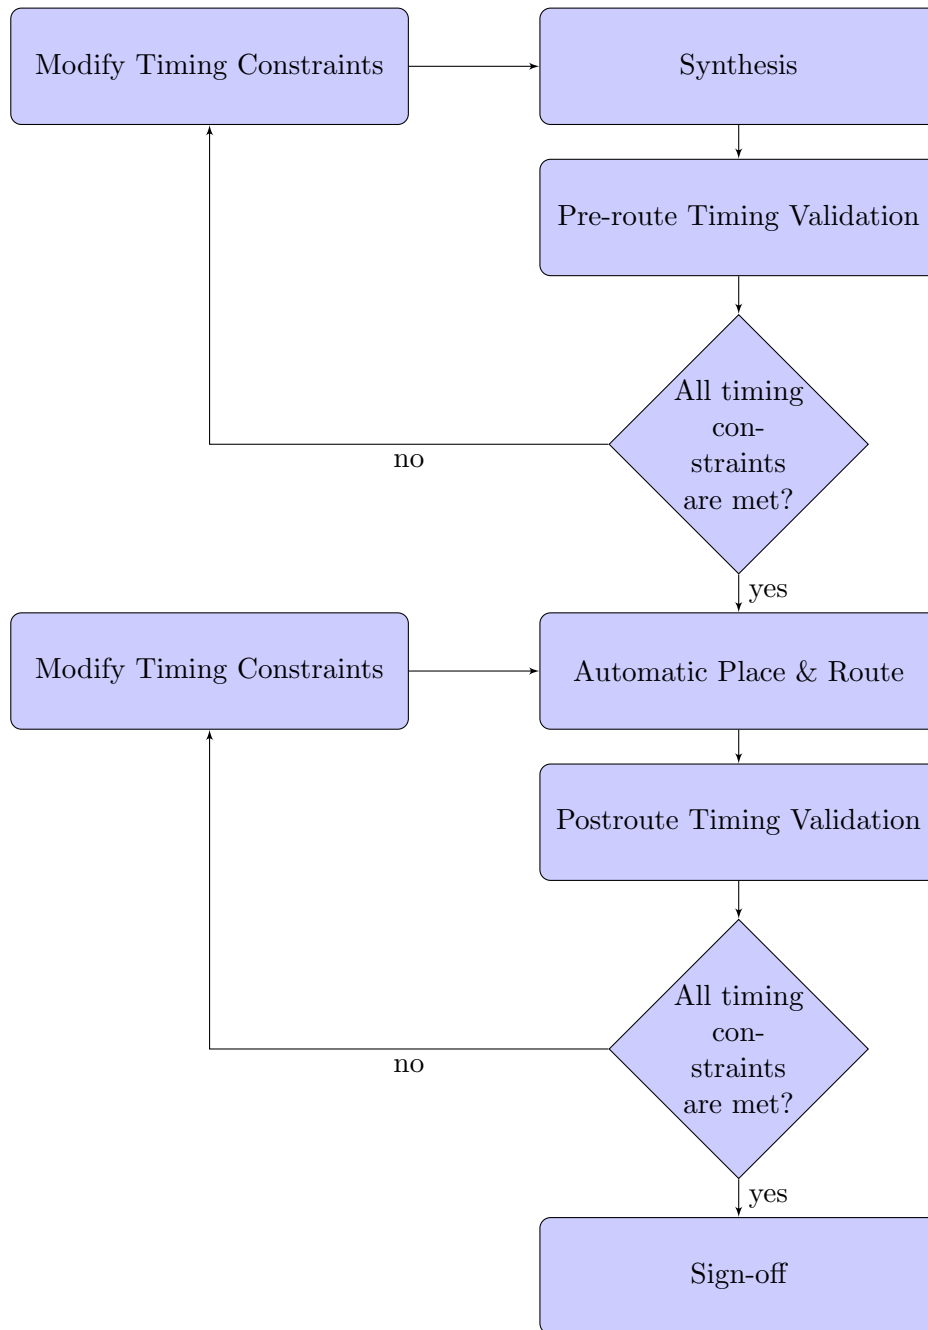 Modify Timing Constraints
Synthesis
Pre-route Timing Validation
All timing
con-
straints
are met?
no
yes
Modify Timing Constraints
Automatic Place & Route
Postroute Timing Validation
All timing
con-
straints
are met?
no
yes
Sign-off